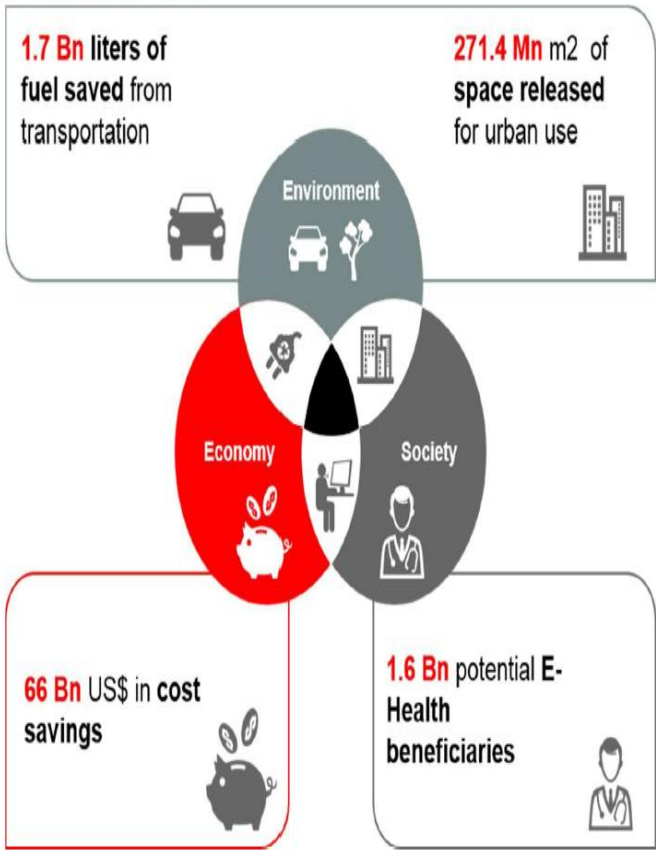 1.7 Bn liters of
fuel saved from
transportation
271.4 Mn m2 of
space released
for urban use
Environment
Economy
Society
66 Bn US$ in cost
savings
1.6 Bn potential E-
Health
beneficiaries